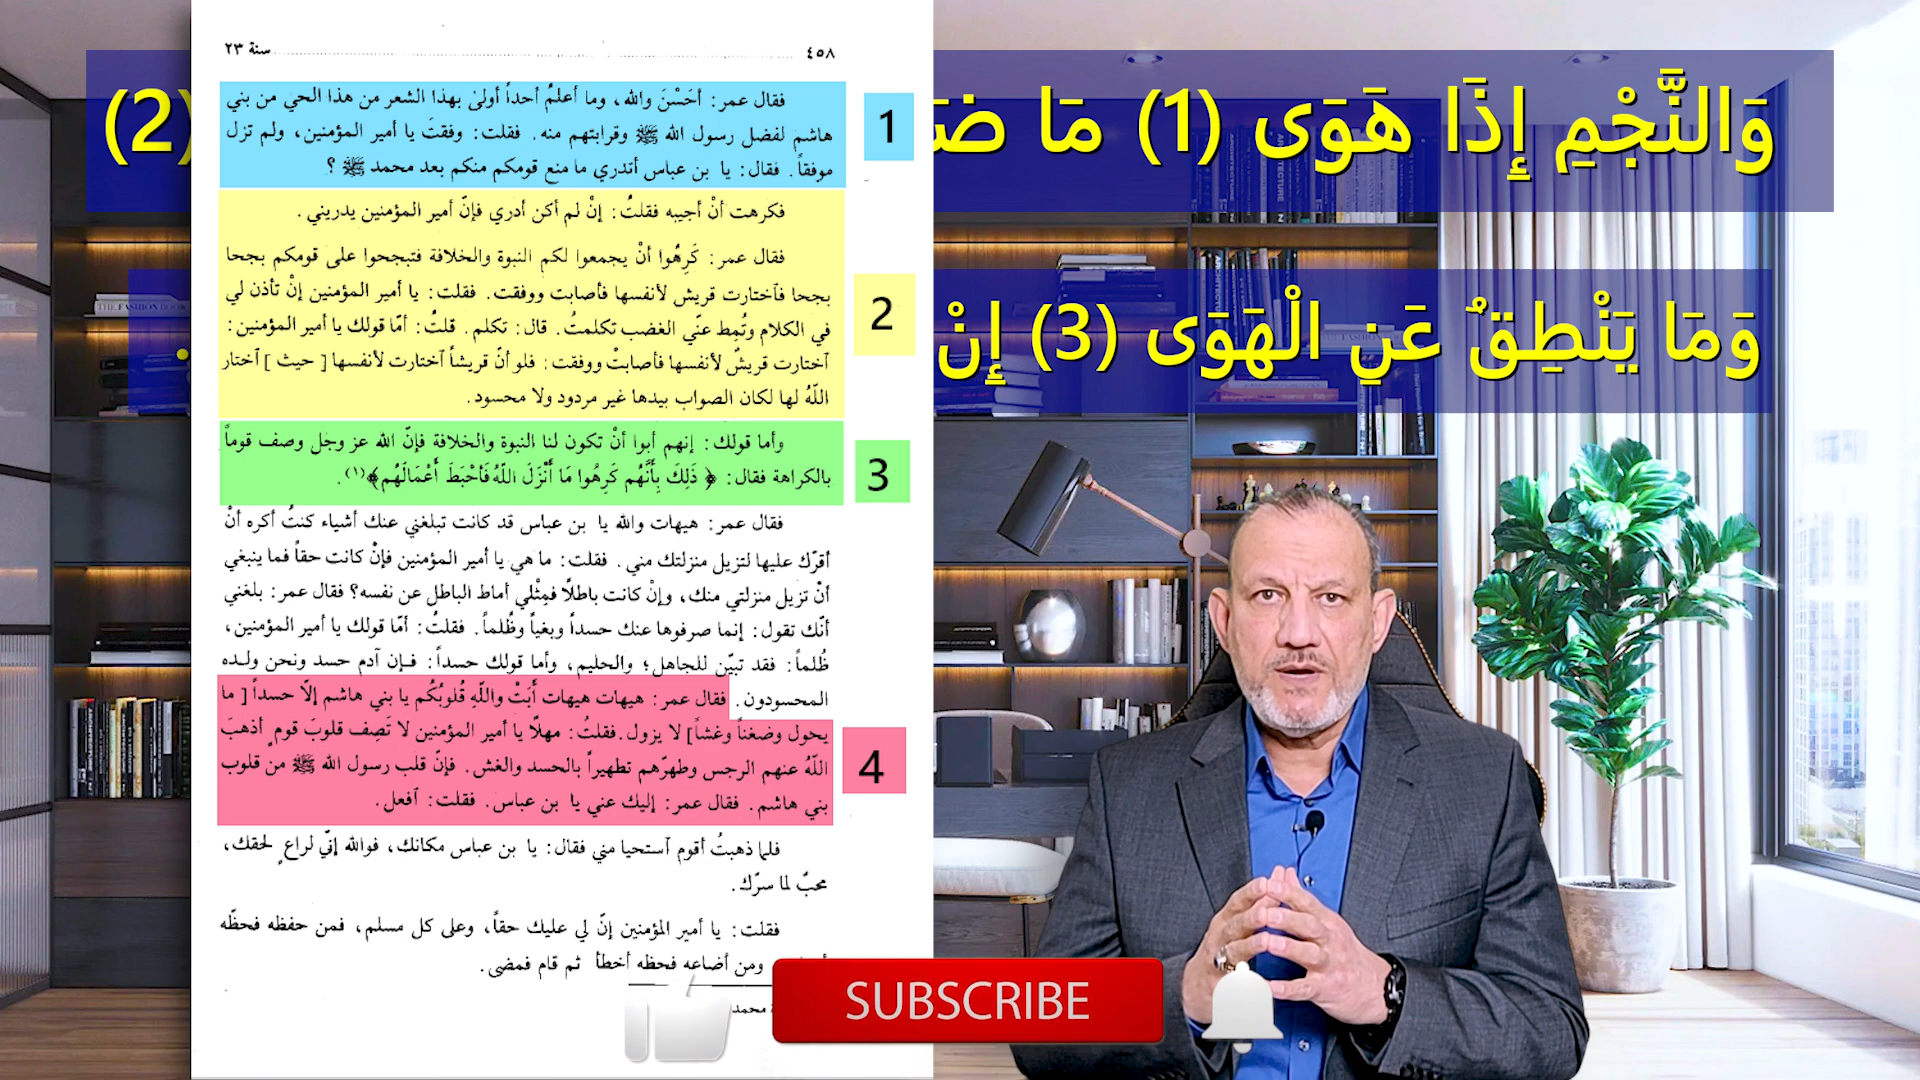 سنة ٢٣ ٤٥٨
فقال عمر: أحَسْنَ والله، وما أعلمُ أحداً أولىٰ بهذا الشعر من هذا الحي من بني
هاشم لفضل رسول الله ﷺ وقرابتهم منه. فقلت: وفقتَ يا أمير المؤمنين، ولم تزل
موفقاً. فقال: يا بن عباس أتدري ما منع قومكم منكم بعد محمد ﷺ؟
فكرهت أنْ أجيبه فقلتُ: إنْ لم أكن أدري فإنّ أمير المؤمنين يدريني.
فقال عمر: كَرِهُوا أنْ يجمعوا لكم النبوة والخلافة فتبجحوا على قومكم بجحا
بجحا فٱختارت قريش لأنفسها فأصابت ووفقت. فقلت: يا أمير المؤمنين إنْ تأذن لي
في الكلام وتُمِط عنّي الغضب تكلمتُ. قال: تكلم. قلتُ: أمّا قولك يا أمير المؤمنين:
ٱختارت قريشٌ لأنفسها فأصابتْ ووفقت: فلو أنّ قريشاً ٱختارت لأنفسها [ حيث ] ٱختار
اللّهُ لها لكان الصواب بيدها غير مردود ولا محسود.
وأما قولك: إنهم أبوا أنْ تكون لنا النبوة والخلافة فإنّ الله عز وجل وصف قوماً
بالكراهة فقال: ﴿ ذَلِكَ بِأَنَّهُم كَرِهُوا مَا أَنْزَلَ اللّهُ فَأَحْبَطَ أَعْمَالَهُم ﴾(١).
فقال عمر: هيهات والله يا بن عباس قد كانت تبلغني عنك أشياء كنتُ أكره أنْ
أقرّك عليها لتزيل منزلتك مني. فقلت: ما هي يا أمير المؤمنين فإنْ كانت حقاً فما ينبغي
أنْ تزيل منزلتي منك، وإنْ كانت باطلًا فمِثْلي أماط الباطل عن نفسه؟ فقال عمر: بلغني
أنّك تقول: إنما صرفوها عنك حسداً وبغياً وظُلماً. فقلتُ: أمّا قولك يا أمير المؤمنين،
ظُلماً: فقد تبيّن للجاهل؛ والحليم، وأما قولك حسداً: فإن آدم حسد ونحن ولده
المحسودون. فقال عمر: هيهات هيهات أَبَتْ واللّهِ قُلوبُكُم يا بني هاشم إلّا حسداً [ ما
يحول وضغناً وغشاً] لا يزول. فقلتُ: مهلًا يا أمير المؤمنين لا تَصِف قلوبَ قوم أذهبَ
اللّهُ عنهم الرجس وطهرّهم تطهيراً بالحسد والغش. فإنّ قلب رسول الله ﷺ من قلوب
بني هاشم. فقال عمر: إليك عني يا بن عباس. فقلت: ٱفعل.
فلما ذهبتُ أقوم ٱستحيا مني فقال: يا بن عباس مكانك، فوالله إنّي لراعٍ لحقك،
محبّ لما سرّك.
فقلت: يا أمير المؤمنين إنّ لي عليك حقاً، وعلى كل مسلم، فمن حفظه فحظّه
ومن أضاعه فحظه أخطأ ثم قام فمضى.
محمد
1
2
3
4
وَالنَّجْمِ إِذَا هَوَى (1) مَا (2)
وَمَا يَنْطِقُ عَنِ الْهَوَى (3) إِنْ
THE FASHION BOOK
SUBSCRIBE